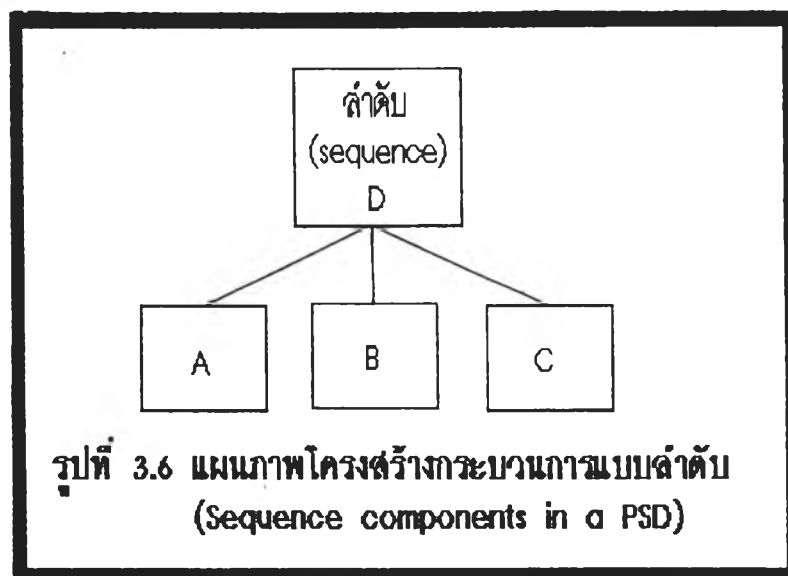 ลำดับ
(sequence)
D
A B C
รูปที่ 3.6 แผนภาพโครงสร้างกระบวนการแบบลำดับ
(Sequence components in a PSD)